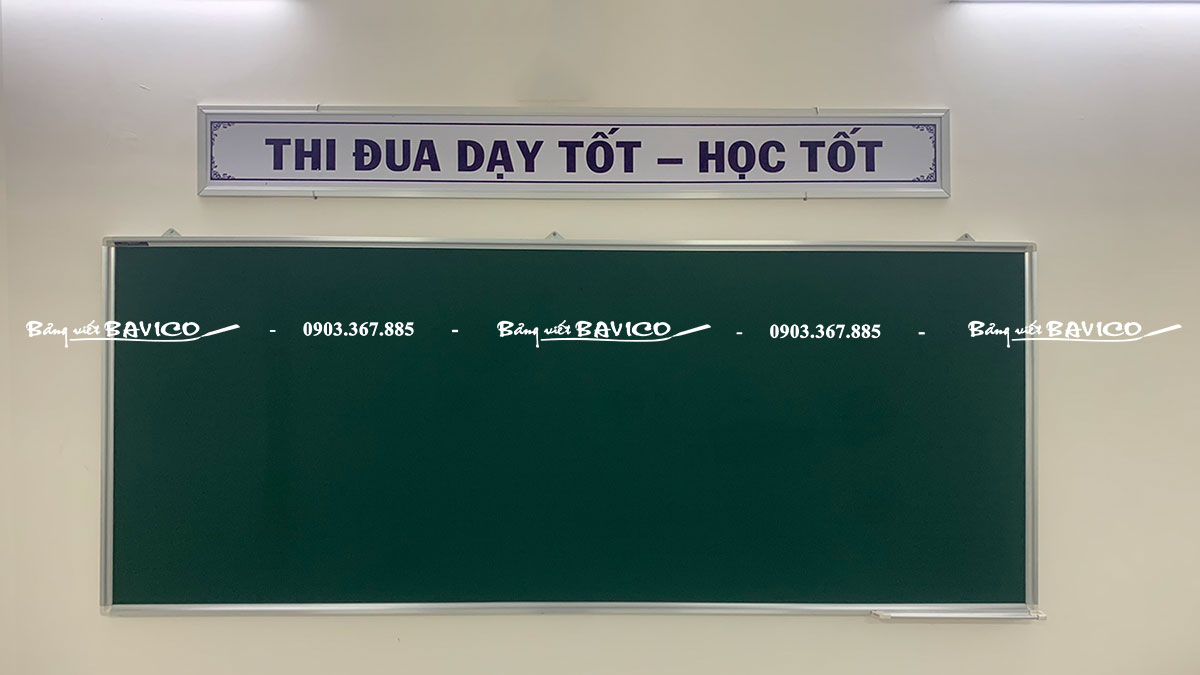 THI ĐUA DẠY TỐT – HỌC TỐT
Bảng viết BAVICO - 0903.367.885 - Bảng viết BAVICO - 0903.367.885 - Bảng viết BAVICO